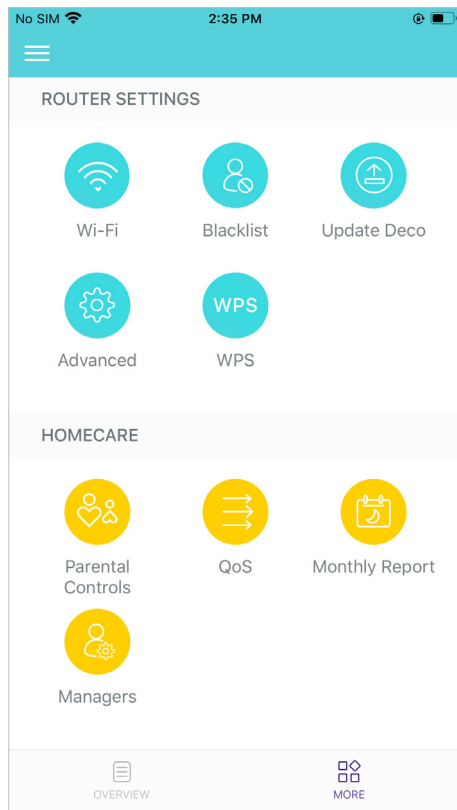 No SIM 2:35 PM
ROUTER SETTINGS
Wi-Fi Blacklist Update Deco
WPS
Advanced WPS
HOMECARE
Parental Controls QoS Monthly Report
Managers
OVERVIEW MORE